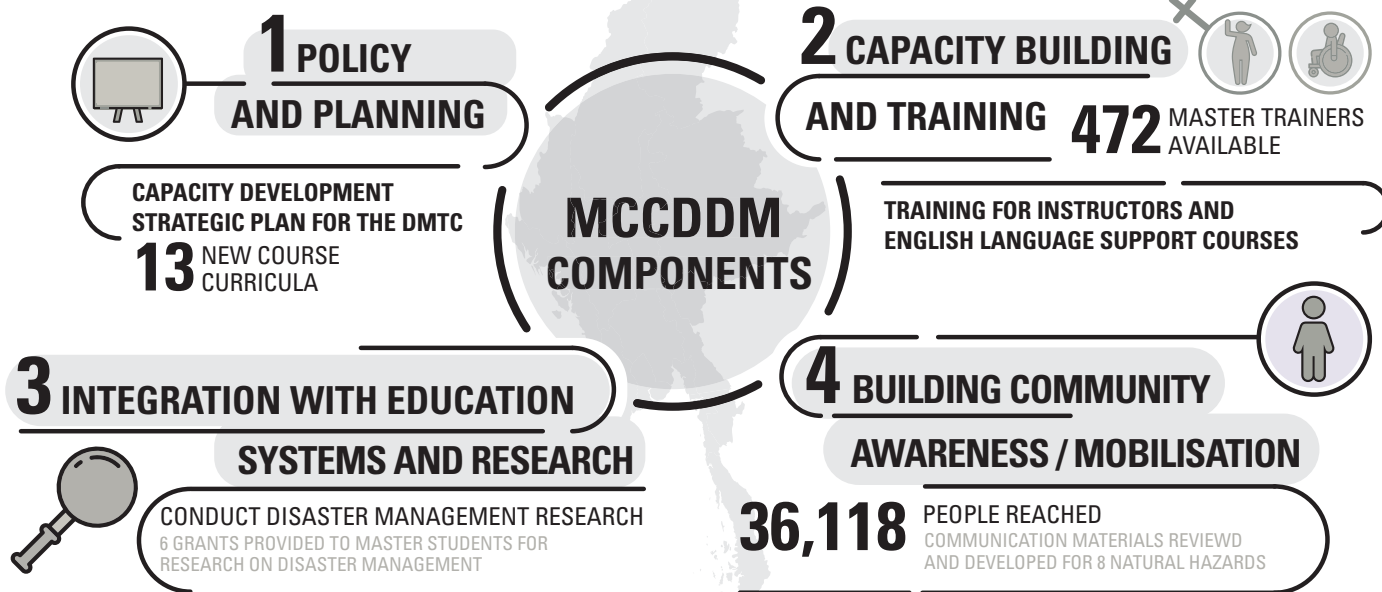 1 POLICY
AND PLANNING
CAPACITY DEVELOPMENT
STRATEGIC PLAN FOR THE DMTC
13 NEW COURSE
CURRICULA
2 CAPACITY BUILDING
AND TRAINING
472 MASTER TRAINERS
AVAILABLE
TRAINING FOR INSTRUCTORS AND
ENGLISH LANGUAGE SUPPORT COURSES
MCCDDM
COMPONENTS
3 INTEGRATION WITH EDUCATION
SYSTEMS AND RESEARCH
CONDUCT DISASTER MANAGEMENT RESEARCH
6 GRANTS PROVIDED TO MASTER STUDENTS FOR
RESEARCH ON DISASTER MANAGEMENT
4 BUILDING COMMUNITY
AWARENESS / MOBILISATION
36,118 PEOPLE REACHED
COMMUNICATION MATERIALS REVIEWD
AND DEVELOPED FOR 8 NATURAL HAZARDS